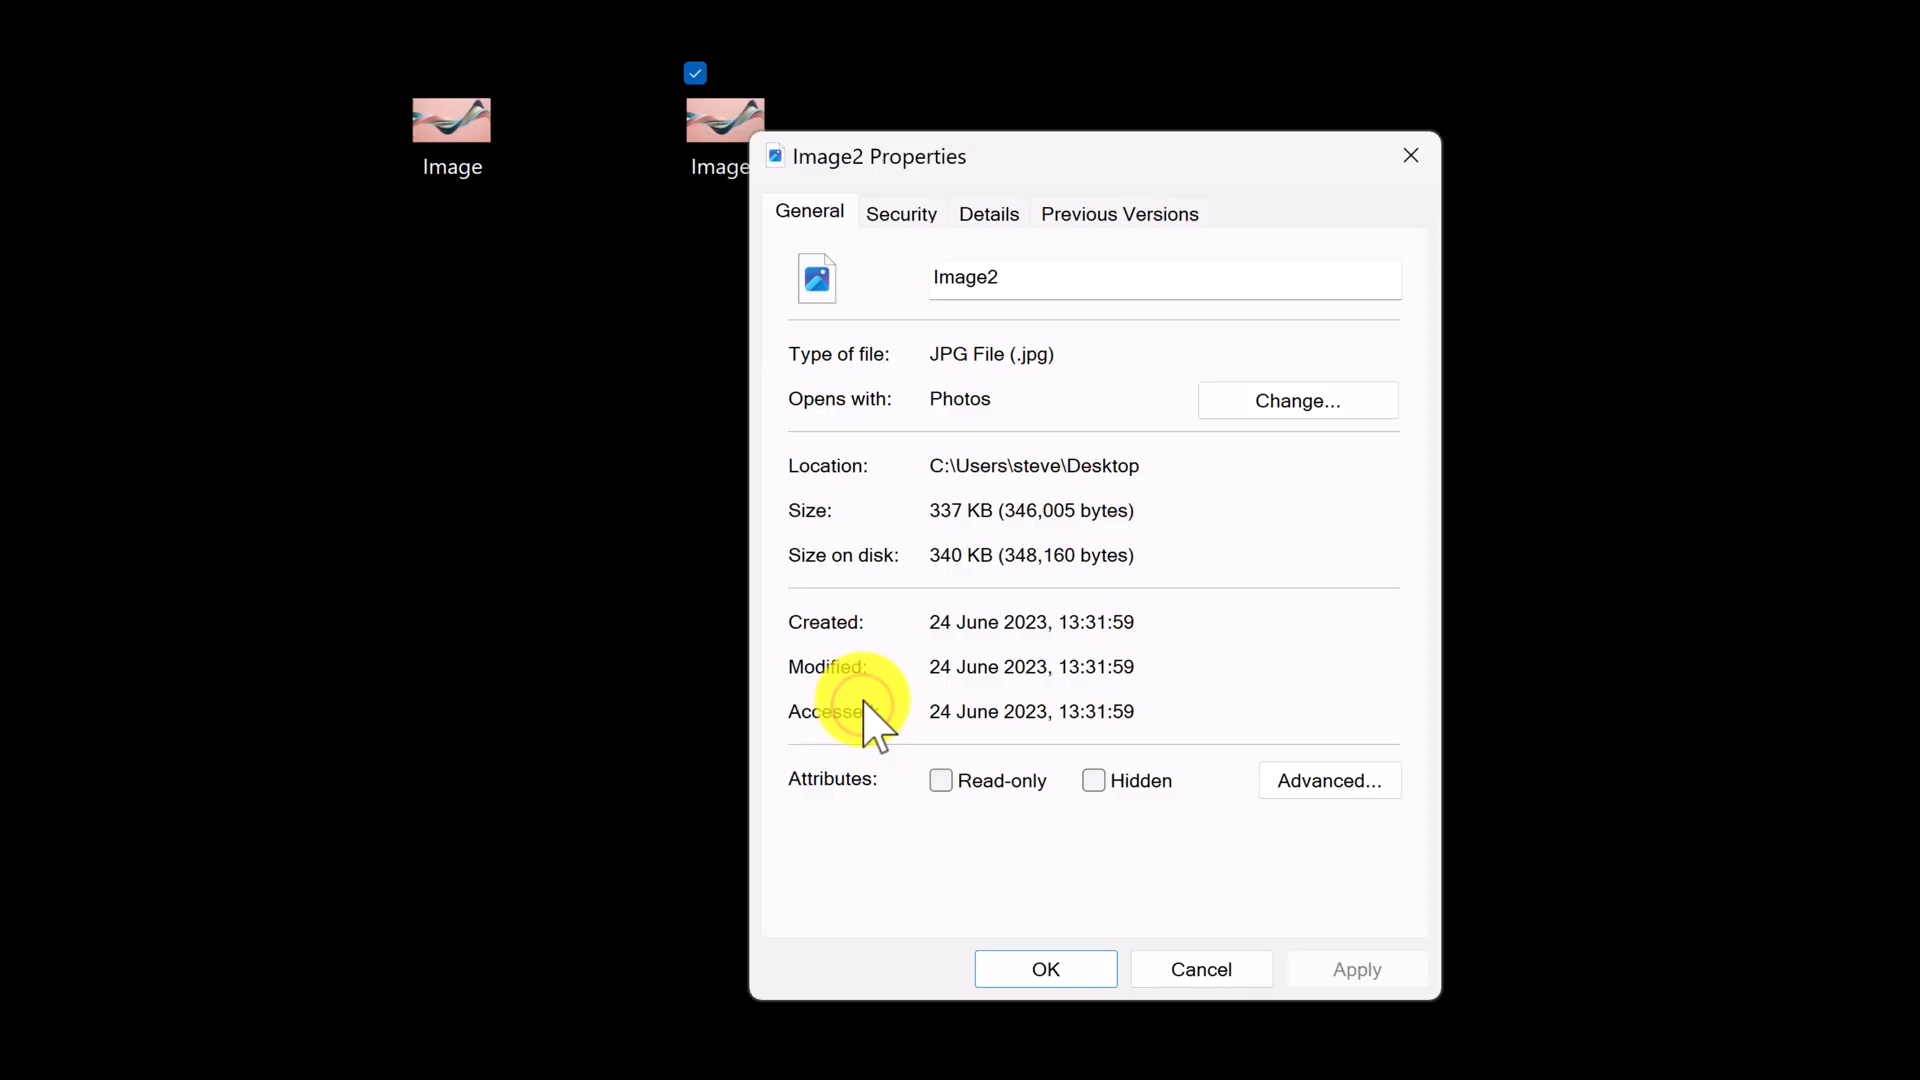 Image
Image
Image2 Properties
General Security Details Previous Versions
Image2
Type of file: JPG File (.jpg)
Opens with: Photos Change...
Location: C:\Users\steve\Desktop
Size: 337 KB (346,005 bytes)
Size on disk: 340 KB (348,160 bytes)
Created: 24 June 2023, 13:31:59
Modified: 24 June 2023, 13:31:59
Accessed: 24 June 2023, 13:31:59
Attributes: Read-only Hidden Advanced...
OK Cancel Apply